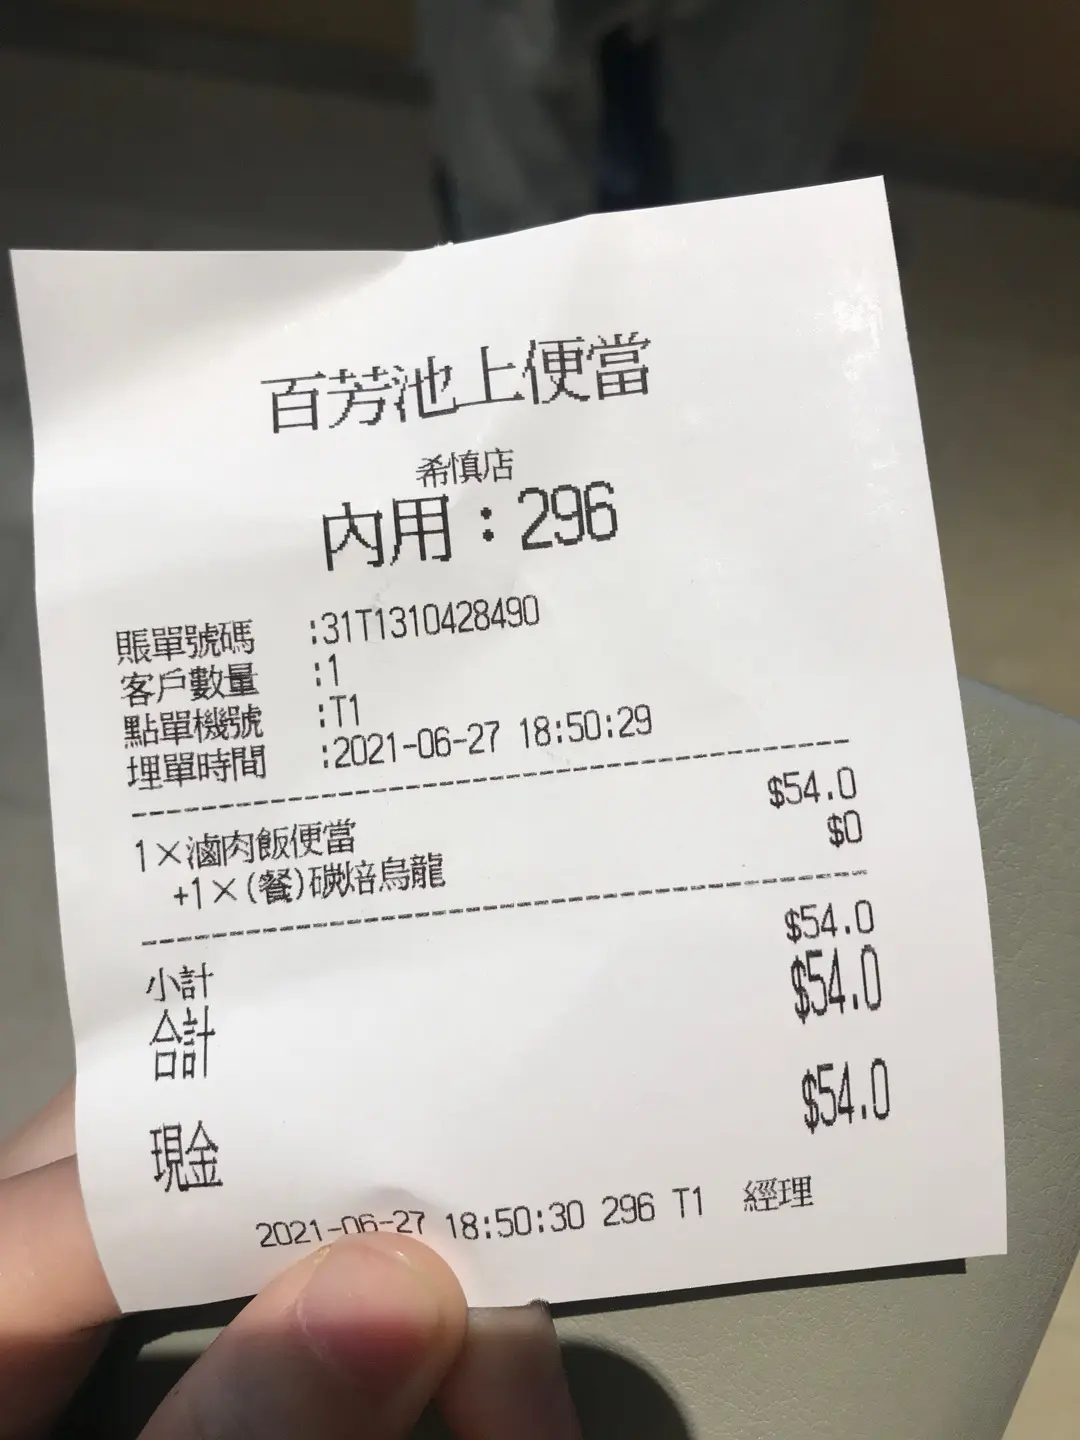 百芳池上便當
希慎店
內用：296
賬單號碼 :31T1310428490
客戶數量 :1
點單機號 :T1
埋單時間 :2021-06-27 18:50:29
1×滷肉飯便當 $54.0
+1×(餐)碳焙烏龍 $0
小計 $54.0
合計 $54.0
現金 $54.0
2021-06-27 18:50:30 296 T1 經理